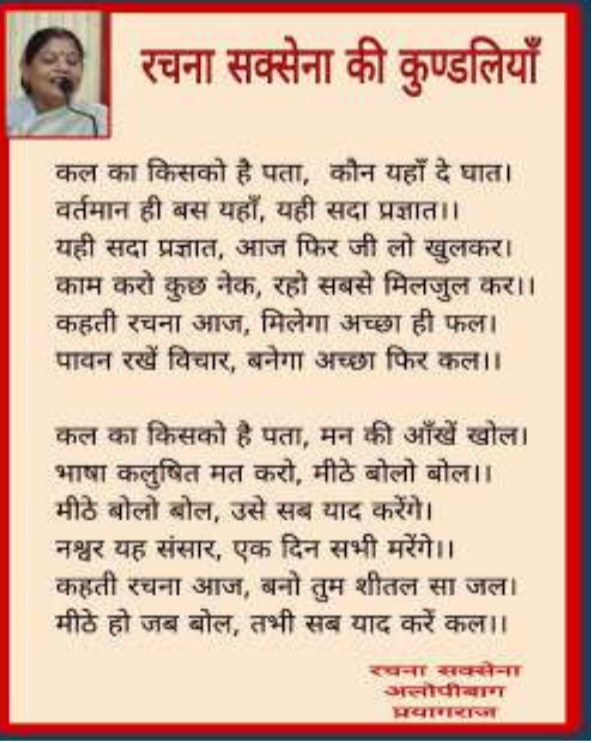 रचना सक्सेना की कुण्डलियाँ
कल का किसको है पता, कौन यहाँ दे घात।
वर्तमान ही बस यहाँ, यही सदा प्रज्ञात।।
यही सदा प्रज्ञात, आज फिर जी लो खुलकर।
काम करो कुछ नेक, रहो सबसे मिलजुल कर।।
कहती रचना आज, मिलेगा अच्छा ही फल।
पावन रखें विचार, बनेगा अच्छा फिर कल।।
कल का किसको है पता, मन की आँखें खोल।
भाषा कलुषित मत करो, मीठे बोलो बोल।।
मीठे बोलो बोल, उसे सब याद करेंगे।
नश्वर यह संसार, एक दिन सभी मरेंगे।।
कहती रचना आज, बनो तुम शीतल सा जल।
मीठे हो जब बोल, तभी सब याद करें कल।।
रचना सक्सेना
अलोपीबाग
प्रयागराज